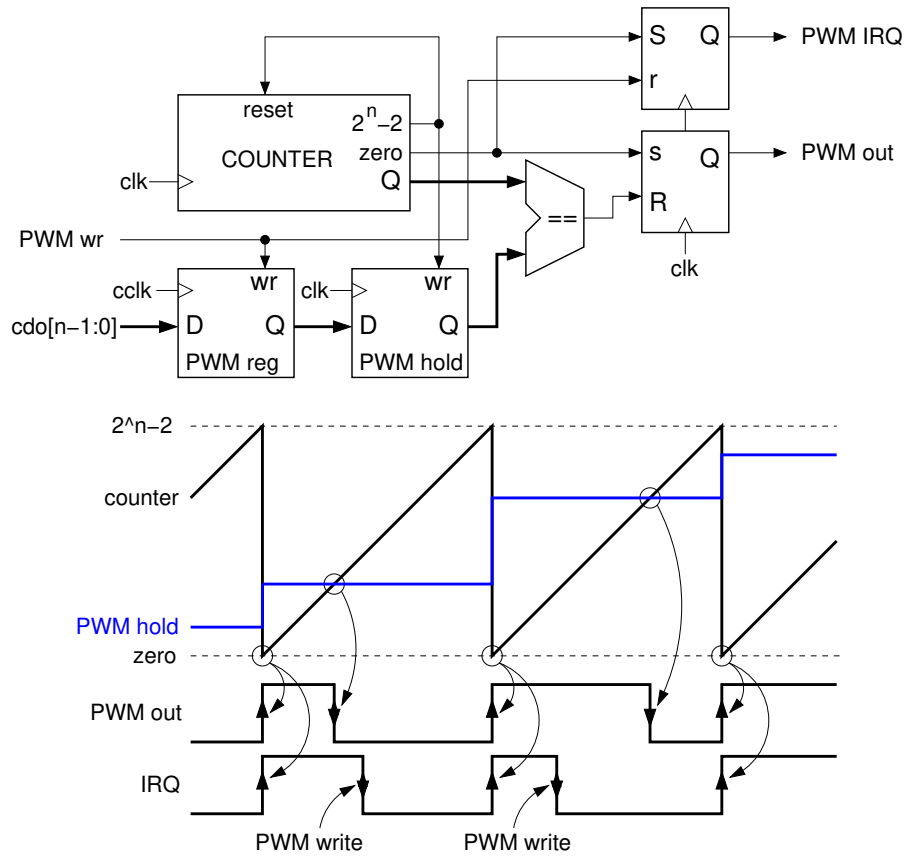 S Q PWM IRQ
r
reset
2^n−2
COUNTER
zero
Q
clk
s Q PWM out
R
==
clk
PWM wr
wr wr
cclk clk
cdo[n−1:0] D Q D Q
PWM reg PWM hold
2^n−2
counter
PWM hold
zero
PWM out
IRQ
PWM write PWM write